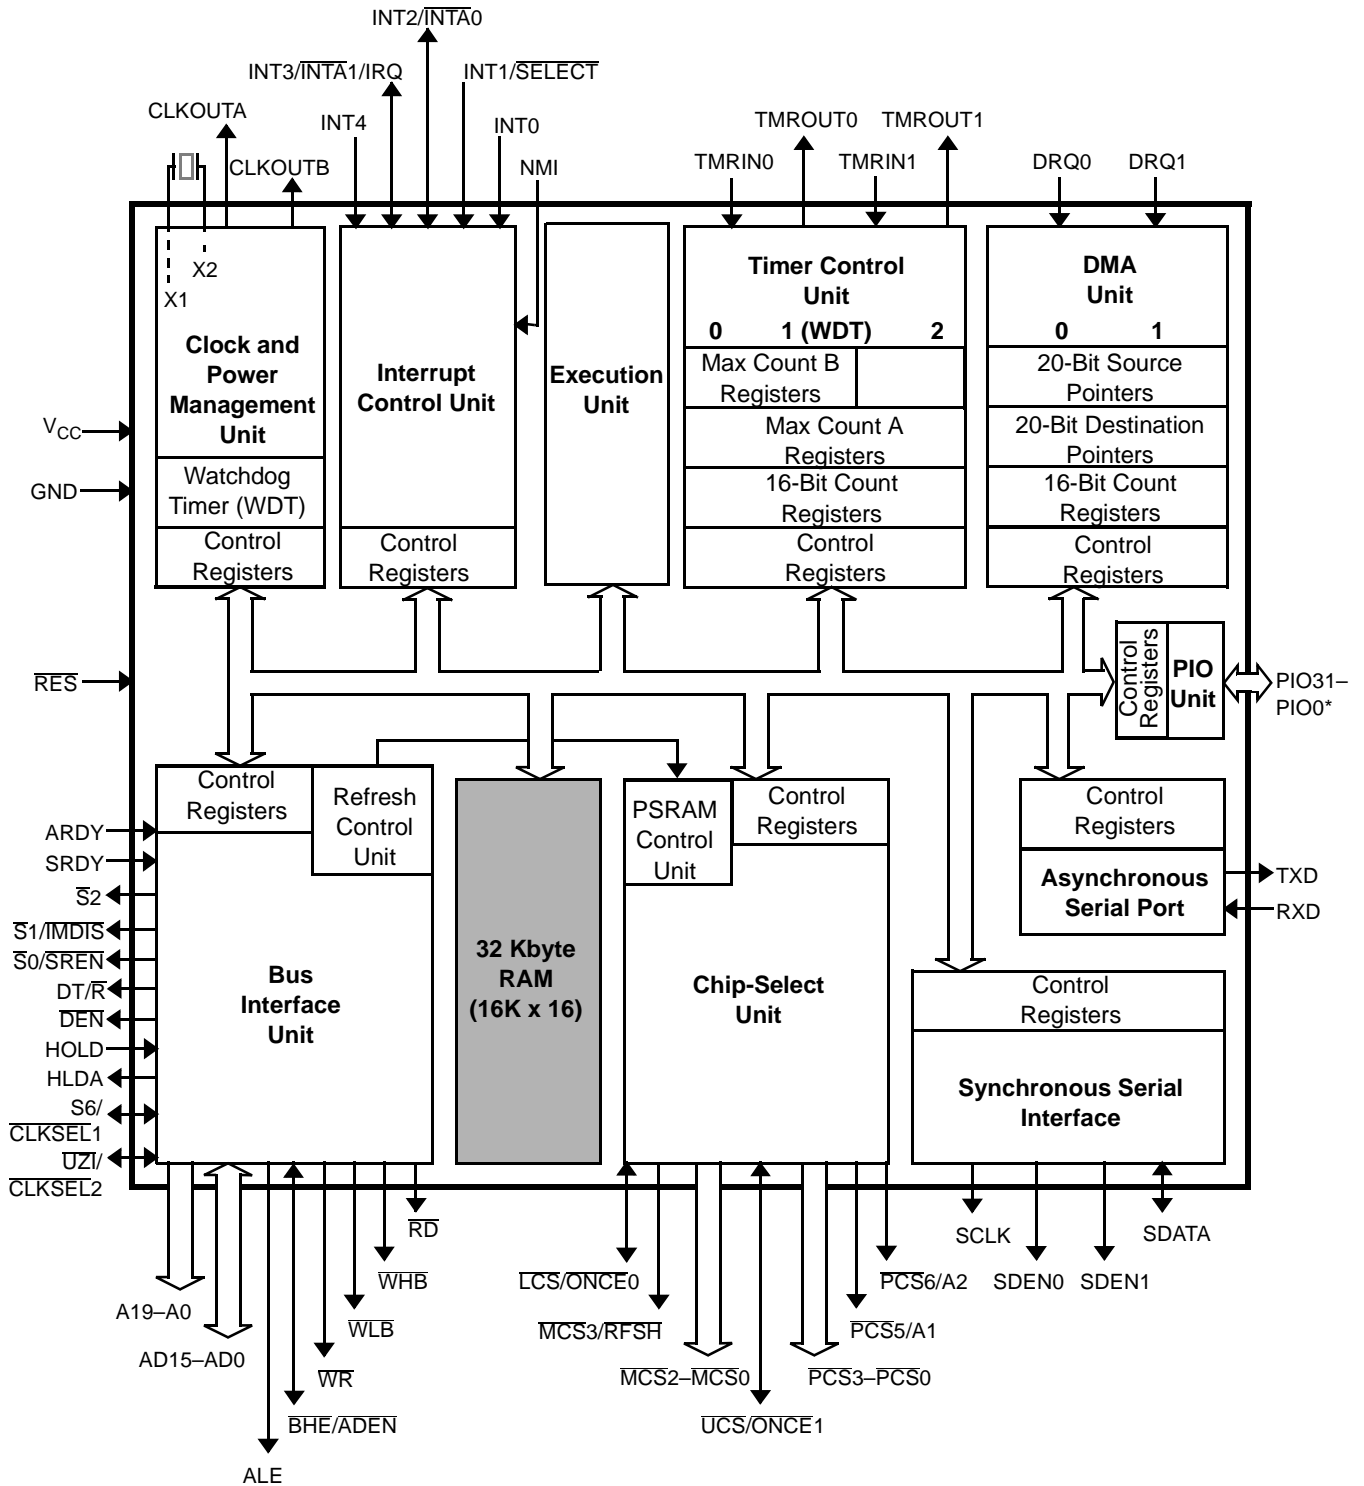 INT2/INTA0
INT3/INTA1/IRQ
INT1/SELECT
CLKOUTA
INT4
INT0
TMROUT0
TMROUT1
CLKOUTB
NMI
TMRIN0
TMRIN1
DRQ0
DRQ1
X2
X1
Clock and
Power
Management
Unit
Watchdog
Timer (WDT)
Control
Registers
Interrupt
Control Unit
Control
Registers
Execution
Unit
Timer Control
Unit
0 1 (WDT) 2
Max Count B
Registers
Max Count A
Registers
16-Bit Count
Registers
Control
Registers
DMA
Unit
0 1
20-Bit Source
Pointers
20-Bit Destination
Pointers
16-Bit Count
Registers
Control
Registers
VCC
GND
RES
Control
Registers
PIO
Unit
PIO31–
PIO0*
Control
Registers
Refresh
Control
Unit
Bus
Interface
Unit
32 Kbyte
RAM
(16K x 16)
PSRAM
Control
Unit
Control
Registers
Chip-Select
Unit
Control
Registers
Asynchronous
Serial Port
TXD
RXD
Control
Registers
Synchronous Serial
Interface
ARDY
SRDY
S2
S1/IMDIS
S0/SREN
DT/R
DEN
HOLD
HLDA
S6/
CLKSEL1
UZI/
CLKSEL2
RD
WHB
A19–A0
WLB
AD15–AD0
WR
BHE/ADEN
ALE
LCS/ONCE0
MCS3/RFSH
MCS2–MCS0
UCS/ONCE1
PCS6/A2
PCS5/A1
PCS3–PCS0
SCLK
SDEN0
SDEN1
SDATA